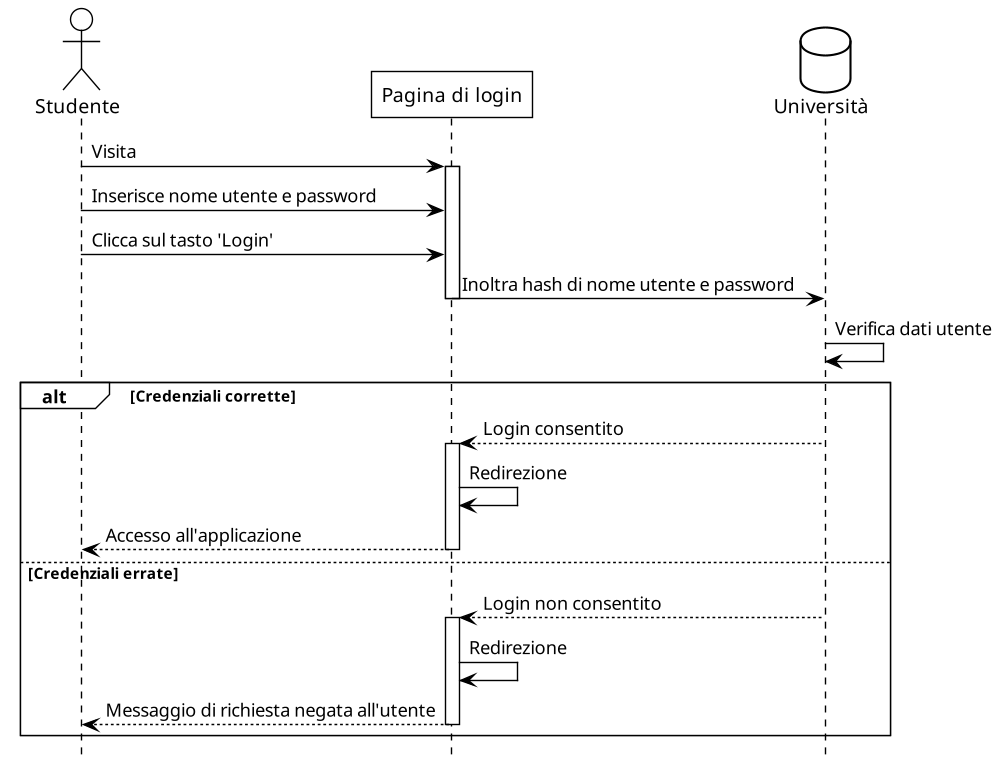 Studente
Pagina di login
Università
Visita
Inserisce nome utente e password
Clicca sul tasto 'Login'
Inoltra hash di nome utente e password
Verifica dati utente
alt
[Credenziali corrette]
Login consentito
Redirezione
Accesso all'applicazione
[Credenziali errate]
Login non consentito
Redirezione
Messaggio di richiesta negata all'utente